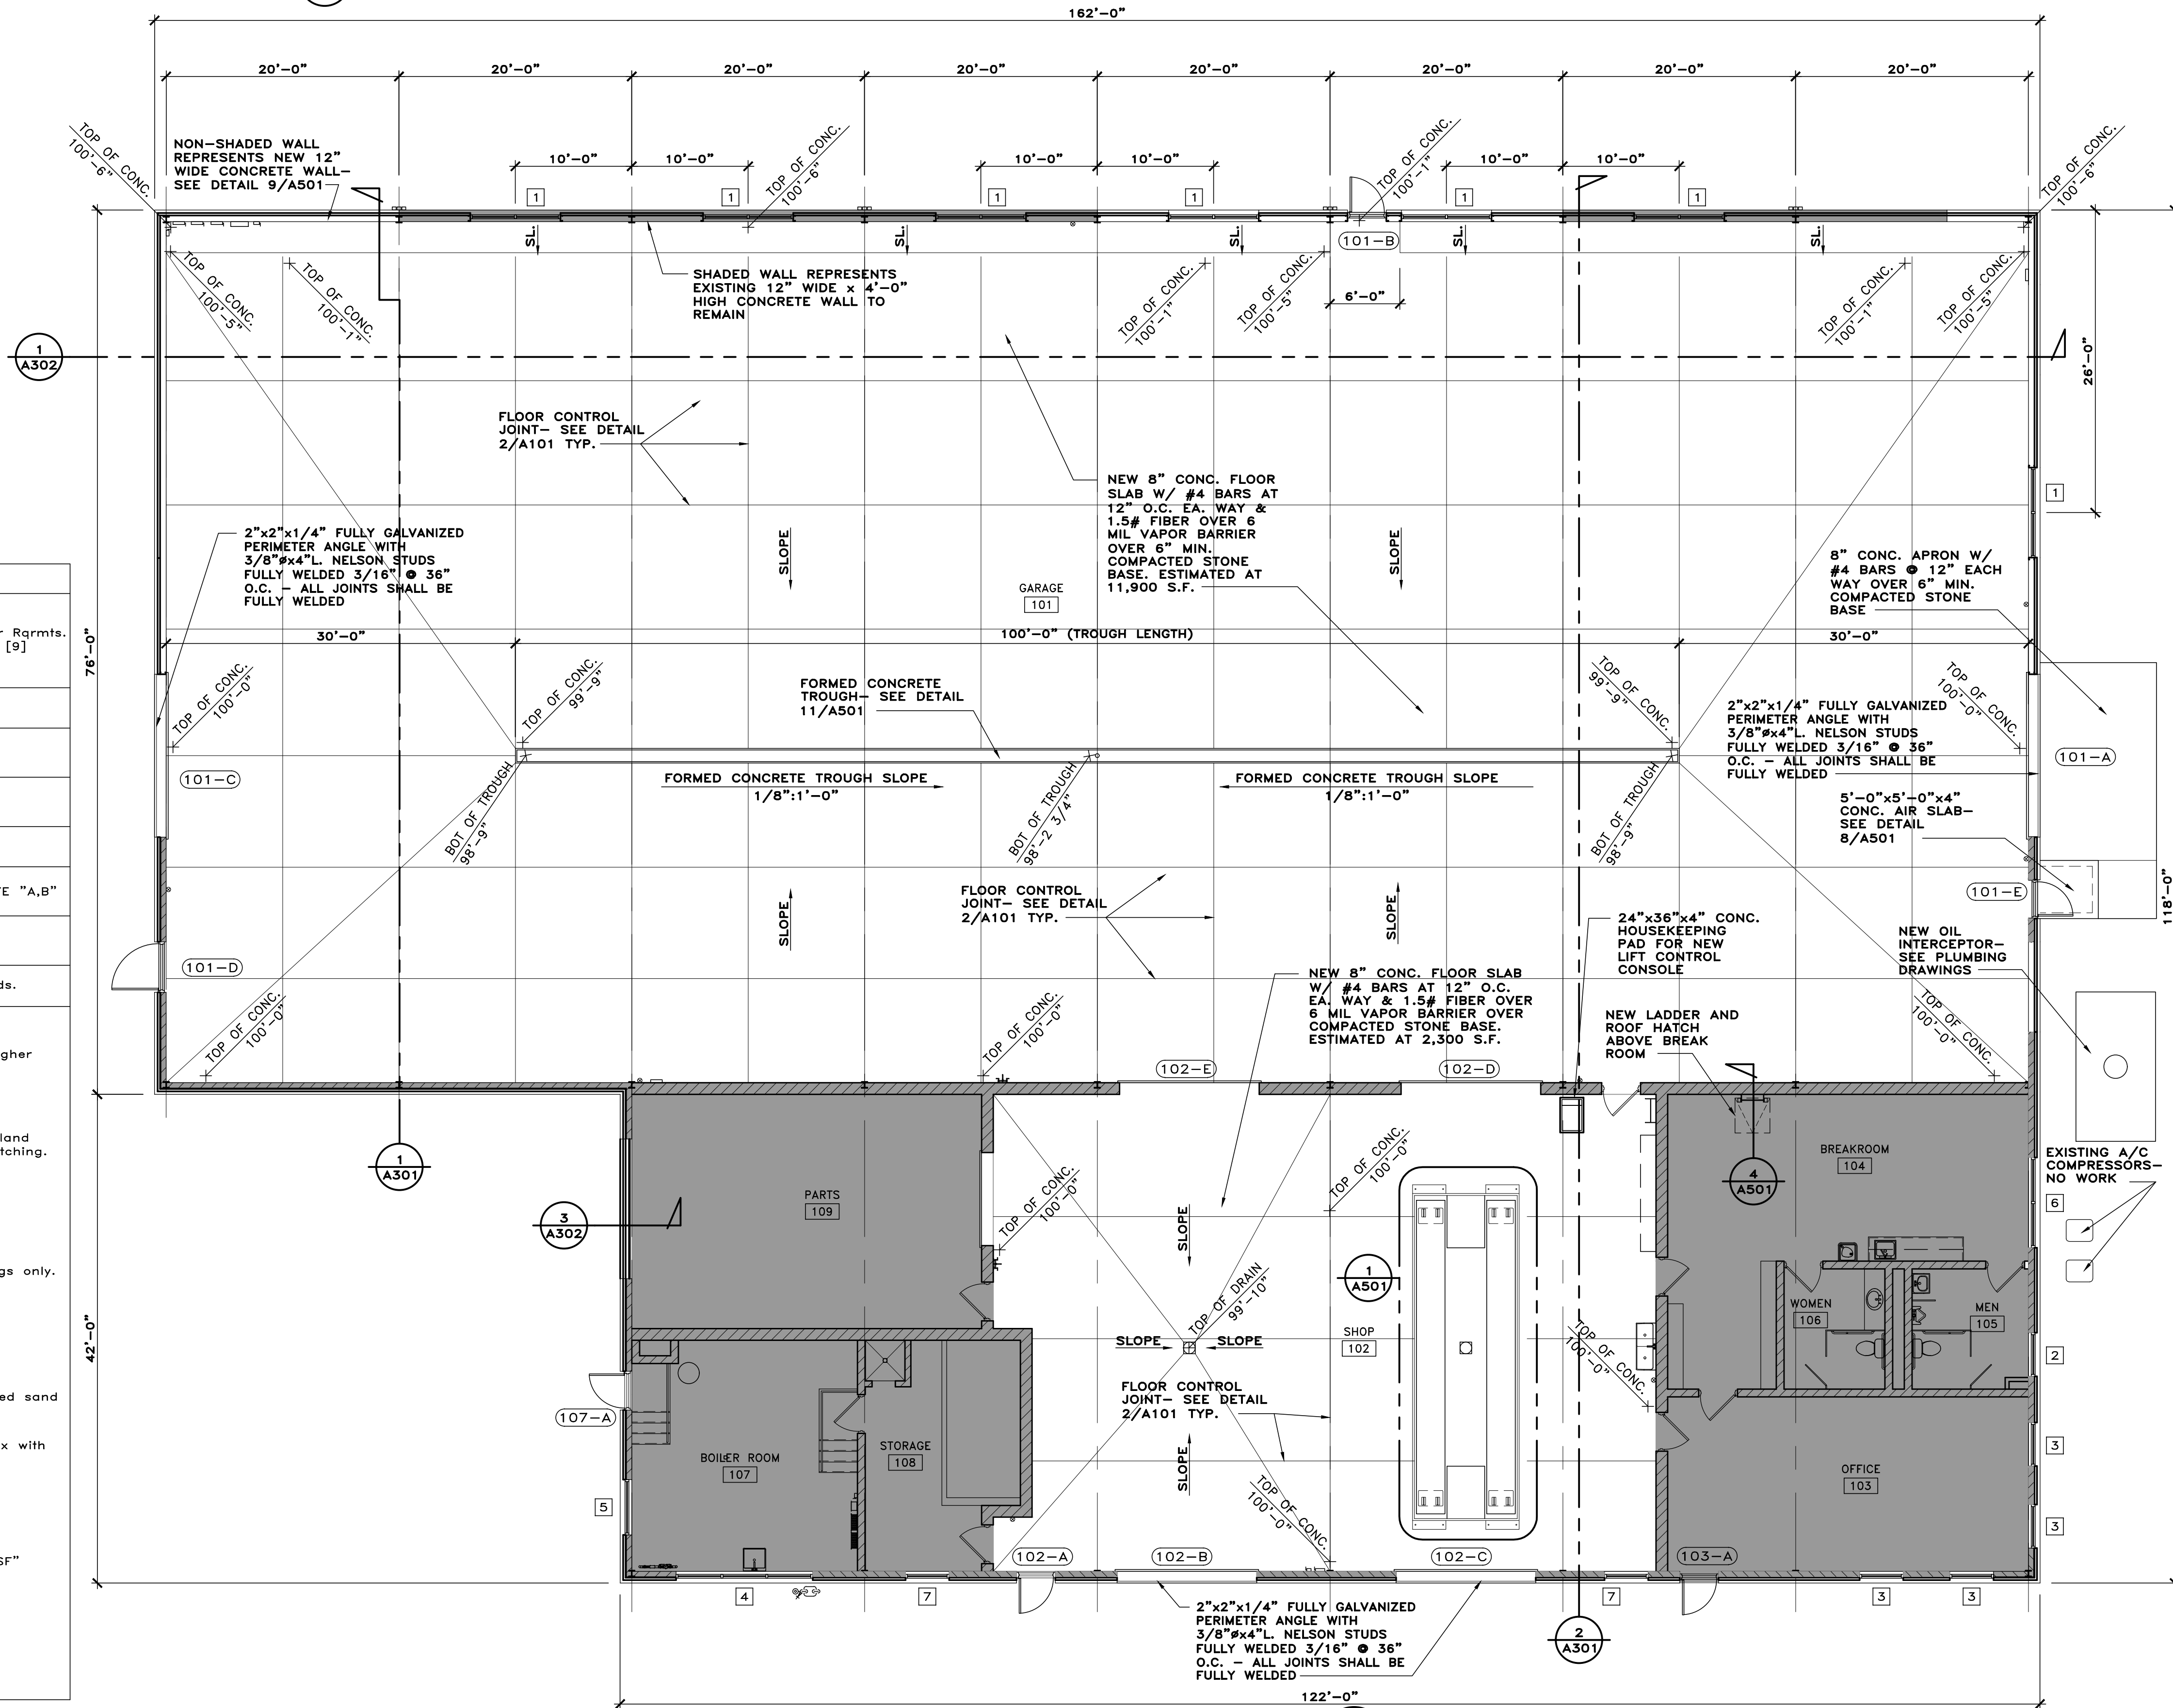 162'-0"
20'-0"
20'-0"
20'-0"
20'-0"
20'-0"
20'-0"
20'-0"
20'-0"
TOP OF CONC.
100'-6"
NON-SHADED WALL
REPRESENTS NEW 12"
WIDE CONCRETE WALL-
SEE DETAIL 9/A501
10'-0"
10'-0"
TOP OF CONC.
100'-6"
10'-0"
10'-0"
TOP OF CONC.
100'-1"
10'-0"
10'-0"
TOP OF CONC.
100'-6"
1
1
1
1
1
1
SL.
SL.
SL.
SL.
SL.
101-B
TOP OF CONC.
100'-5"
TOP OF CONC.
100'-1"
SHADED WALL REPRESENTS
EXISTING 12" WIDE x 4'-0"
HIGH CONCRETE WALL TO
REMAIN
TOP OF CONC.
100'-1"
TOP OF CONC.
100'-5"
6'-0"
TOP OF CONC.
100'-1"
TOP OF CONC.
100'-5"
26'-0"
1
A302
FLOOR CONTROL
JOINT- SEE DETAIL
2/A101 TYP.
NEW 8" CONC. FLOOR
SLAB W/ #4 BARS AT
12" O.C. EA. WAY &
1.5# FIBER OVER 6
MIL VAPOR BARRIER
OVER 6" MIN.
COMPACTED STONE
BASE. ESTIMATED AT
11,900 S.F.
1
2"x2"x1/4" FULLY GALVANIZED
PERIMETER ANGLE WITH
3/8"øx4"L. NELSON STUDS
FULLY WELDED 3/16" @ 36"
O.C. - ALL JOINTS SHALL BE
FULLY WELDED
SLOPE
SLOPE
GARAGE
101
8" CONC. APRON W/
#4 BARS @ 12" EACH
WAY OVER 6" MIN.
COMPACTED STONE
BASE
r Rqrmts.
[9]
76'-0"
30'-0"
100'-0" (TROUGH LENGTH)
30'-0"
TOP OF CONC.
100'-0"
TOP OF CONC.
99'-9"
FORMED CONCRETE
TROUGH- SEE DETAIL
11/A501
TOP OF CONC.
99'-9"
TOP OF CONC.
100'-0"
2"x2"x1/4" FULLY GALVANIZED
PERIMETER ANGLE WITH
3/8"øx4"L. NELSON STUDS
FULLY WELDED 3/16" @ 36"
O.C. - ALL JOINTS SHALL BE
FULLY WELDED
101-C
101-A
FORMED CONCRETE TROUGH SLOPE
1/8":1'-0"
FORMED CONCRETE TROUGH SLOPE
1/8":1'-0"
BOT OF TROUGH
98'-9"
BOT OF TROUGH
98'-2 3/4"
BOT OF TROUGH
98'-9"
5'-0"x5'-0"x4"
CONC. AIR SLAB-
SEE DETAIL
8/A501
TE "A,B"
118'-0"
FLOOR CONTROL
JOINT- SEE DETAIL
2/A101 TYP.
SLOPE
SLOPE
101-E
24"x36"x4" CONC.
HOUSEKEEPING
PAD FOR NEW
LIFT CONTROL
CONSOLE
NEW OIL
INTERCEPTOR-
SEE PLUMBING
DRAWINGS
101-D
ds.
NEW 8" CONC. FLOOR SLAB
W/ #4 BARS AT 12" O.C.
EA. WAY & 1.5# FIBER OVER
6 MIL VAPOR BARRIER OVER
COMPACTED STONE BASE.
ESTIMATED AT 2,300 S.F.
TOP OF CONC.
100'-0"
TOP OF CONC.
100'-0"
NEW LADDER AND
ROOF HATCH
ABOVE BREAK
ROOM
TOP OF CONC.
100'-0"
gher
102-E
102-D
land
tching.
1
A301
BREAKROOM
104
EXISTING A/C
COMPRESSORS-
NO WORK
4
A501
TOP OF CONC.
100'-0"
TOP OF CONC.
100'-0"
PARTS
109
3
A302
SLOPE
6
gs only.
1
A501
TOP OF DRAIN
99'-10"
WOMEN
106
MEN
105
SLOPE
SLOPE
SHOP
102
TOP OF CONC.
100'-0"
42'-0"
2
ed sand
107-A
FLOOR CONTROL
JOINT- SEE DETAIL
2/A101 TYP.
x with
BOILER ROOM
107
STORAGE
108
SLOPE
OFFICE
103
3
5
TOP OF CONC.
100'-0"
3
SF"
102-A
102-B
102-C
103-A
4
7
7
3
3
2"x2"x1/4" FULLY GALVANIZED
PERIMETER ANGLE WITH
3/8"øx4"L. NELSON STUDS
FULLY WELDED 3/16" @ 36"
O.C. - ALL JOINTS SHALL BE
FULLY WELDED
2
A301
122'-0"